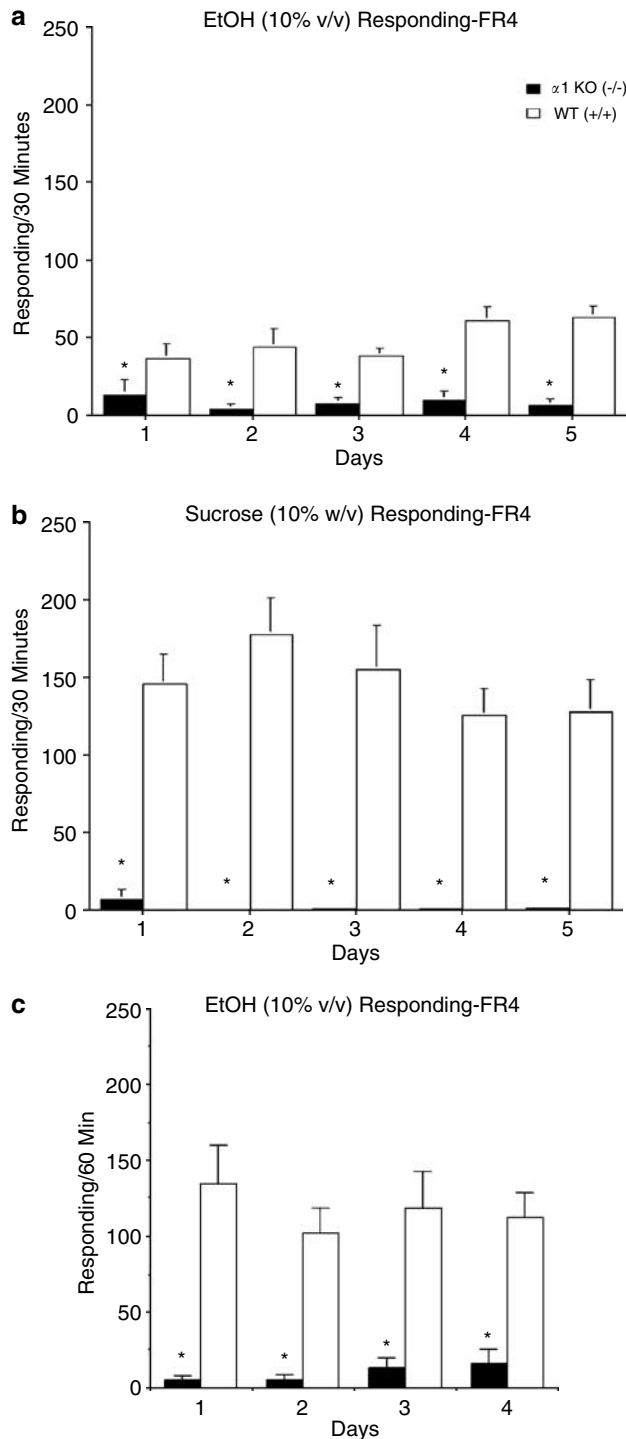 a
EtOH (10% v/v) Responding-FR4
250
200
150
100
50
0
Responding/30 Minutes
α1 KO (-/-)
WT (+/+)
*
*
*
*
*
1 2 3 4 5
Days
b
Sucrose (10% w/v) Responding-FR4
250
200
150
100
50
0
Responding/30 Minutes
*
*
*
*
*
1 2 3 4 5
Days
c
EtOH (10% v/v) Responding-FR4
250
200
150
100
50
0
Responding/60 Min
*
*
*
*
1 2 3 4
Days